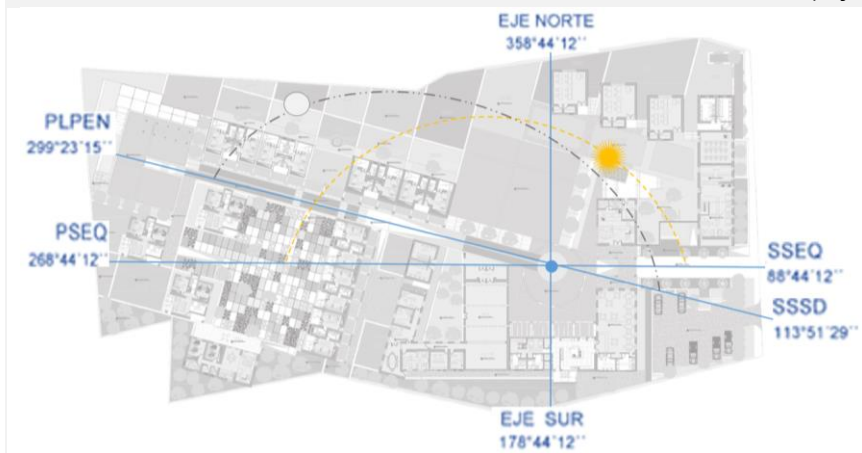 EJE NORTE
358°44´12´´
PLPEN
299°23´15´´
PSEQ
268°44´12´´
SSEQ
88°44´12´´
SSSD
113°51´29´´
EJE SUR
178°44´12´´